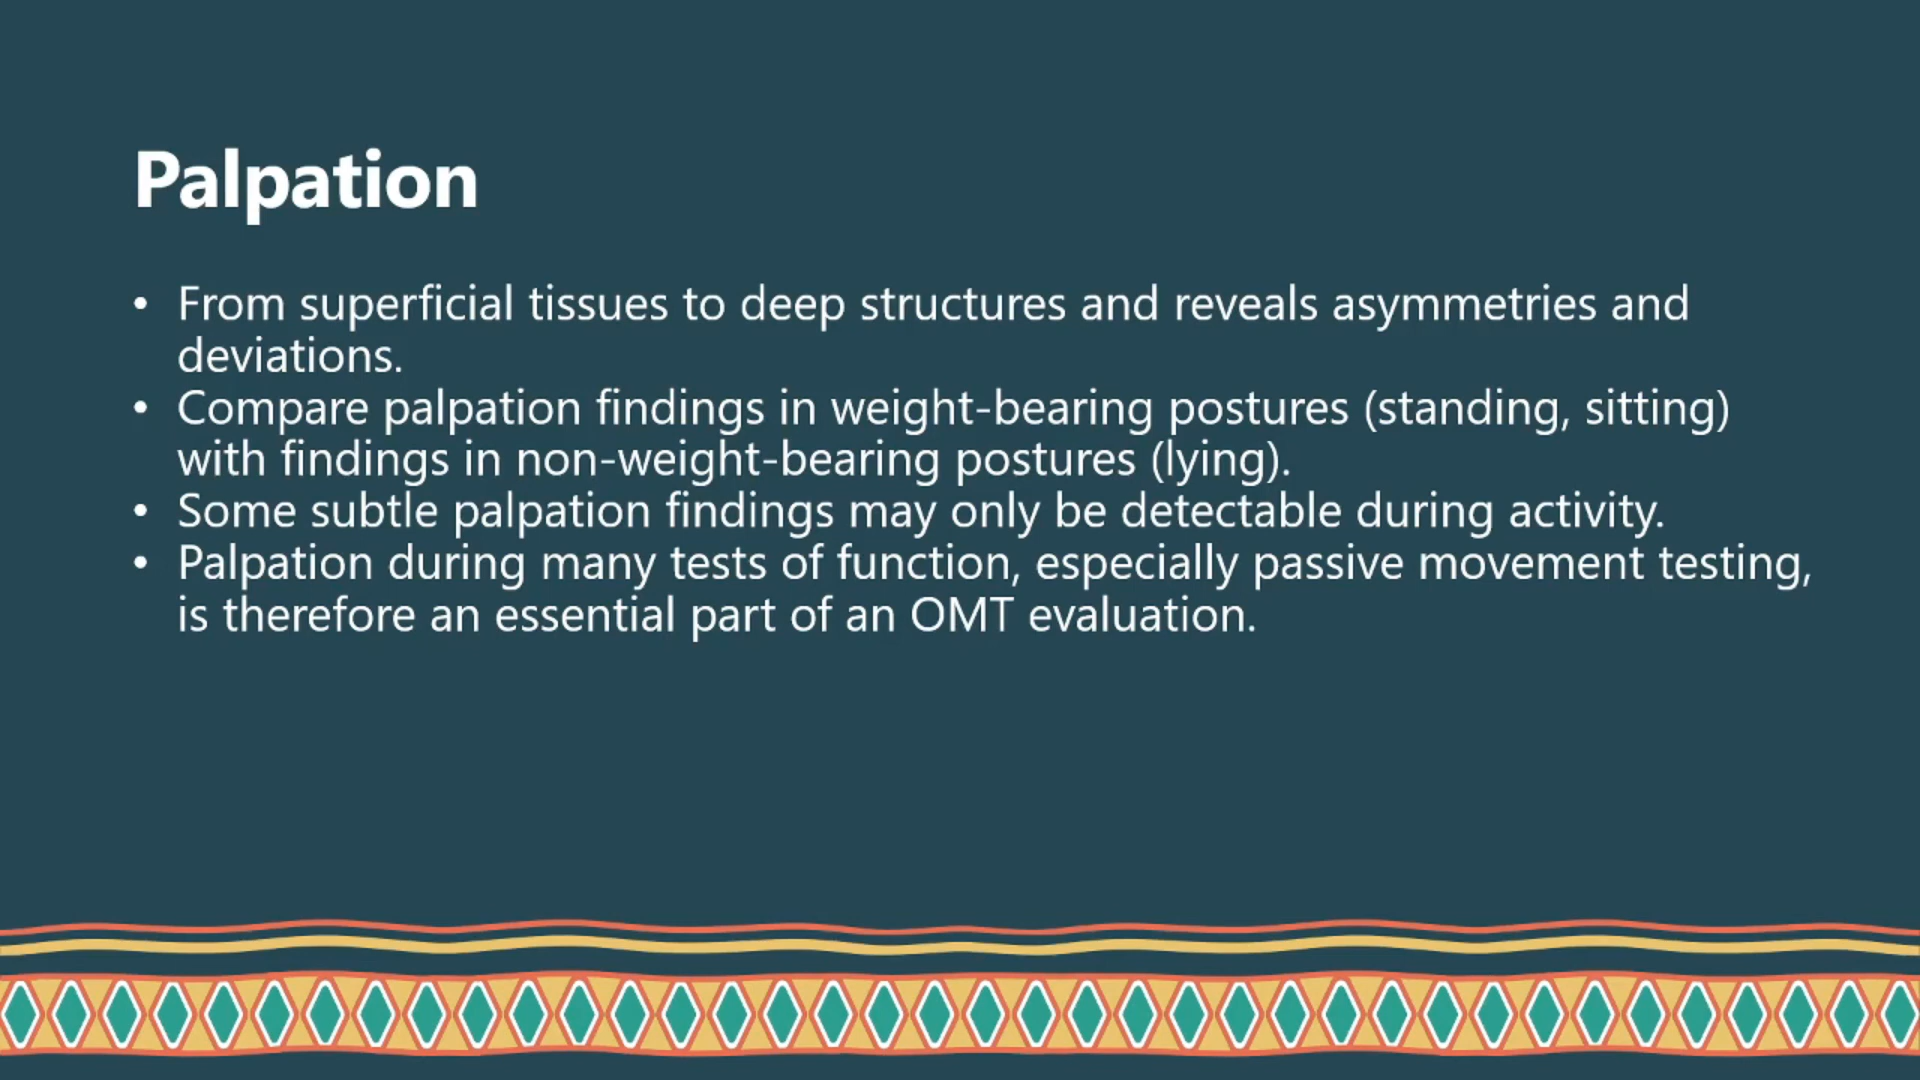 Palpation
• From superficial tissues to deep structures and reveals asymmetries and
deviations.
• Compare palpation findings in weight-bearing postures (standing, sitting)
with findings in non-weight-bearing postures (lying).
• Some subtle palpation findings may only be detectable during activity.
• Palpation during many tests of function, especially passive movement testing,
is therefore an essential part of an OMT evaluation.